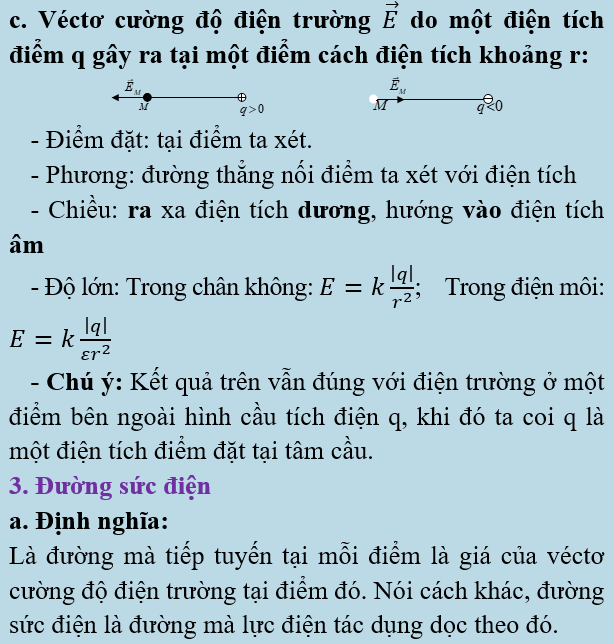 c. Véctơ cường độ điện trường $\vec{E}$ do một điện tích
điểm q gây ra tại một điểm cách điện tích khoảng r:
$\vec{E}_M$ M q>0 $\vec{E}_M$ M q<0
- Điểm đặt: tại điểm ta xét.
- Phương: đường thẳng nối điểm ta xét với điện tích
- Chiều: ra xa điện tích dương, hướng vào điện tích
âm
- Độ lớn: Trong chân không: $E = k\frac{|q|}{r^2}$; Trong điện môi:
$E = k\frac{|q|}{\varepsilon r^2}$
- Chú ý: Kết quả trên vẫn đúng với điện trường ở một
điểm bên ngoài hình cầu tích điện q, khi đó ta coi q là
một điện tích điểm đặt tại tâm cầu.
3. Đường sức điện
a. Định nghĩa:
Là đường mà tiếp tuyến tại mỗi điểm là giá của véctơ
cường độ điện trường tại điểm đó. Nói cách khác, đường
sức điện là đường mà lực điện tác dụng dọc theo đó.